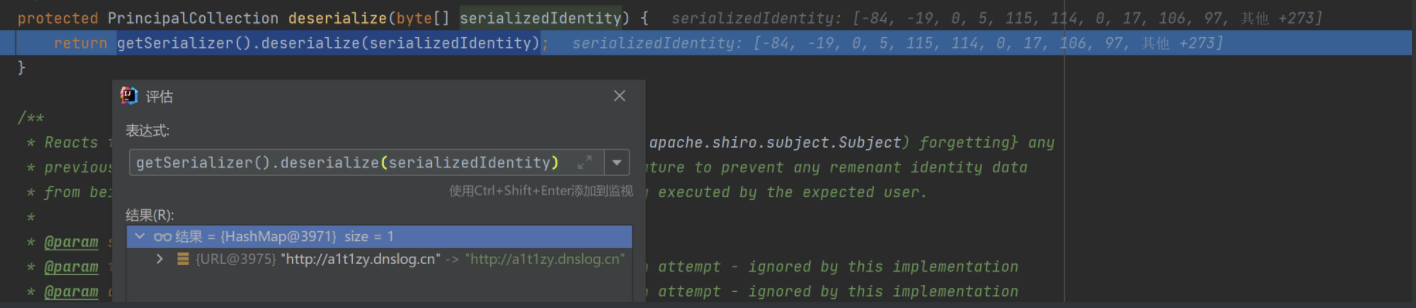 protected PrincipalCollection deserialize(byte[] serializedIdentity) {   serializedIdentity: [-84, -19, 0, 5, 115, 114, 0, 17, 106, 97, 其他 +273]
return getSerializer().deserialize(serializedIdentity);   serializedIdentity: [-84, -19, 0, 5, 115, 114, 0, 17, 106, 97, 其他 +273]
}
评估
/**
表达式:
* Reacts apache.shiro.subject.Subject) forgetting} any
getSerializer().deserialize(serializedIdentity)
* previous ture to prevent any remenant identity data
使用Ctrl+Shift+Enter添加到监视
* from bei executed by the expected user.
结果(R):
*
oo 结果 = {HashMap@3971} size = 1
* @param
{URL@3975} "http://a1t1zy.dnslog.cn" -> "http://a1t1zy.dnslog.cn"
* @param attempt - ignored by this implementation
* @param attempt - ignored by this implementation